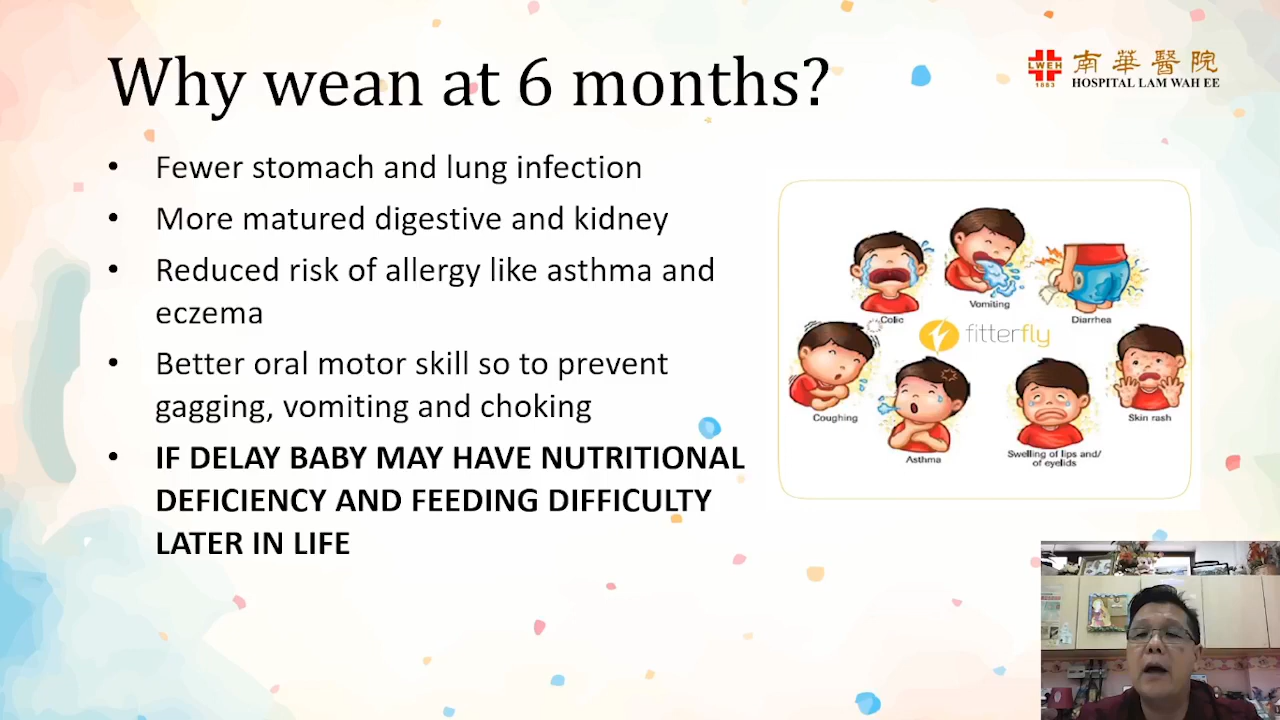 Why wean at 6 months?
LWEH
1883
南華醫院
HOSPITAL LAM WAH EE
• Fewer stomach and lung infection
• More matured digestive and kidney
• Reduced risk of allergy like asthma and
eczema
• Better oral motor skill so to prevent
gagging, vomiting and choking
• IF DELAY BABY MAY HAVE NUTRITIONAL
DEFICIENCY AND FEEDING DIFFICULTY
LATER IN LIFE
Colic
Vomiting
Diarrhea
fitterfly
Coughing
Asthma
Swelling of lips and/
of eyelids
Skin rash